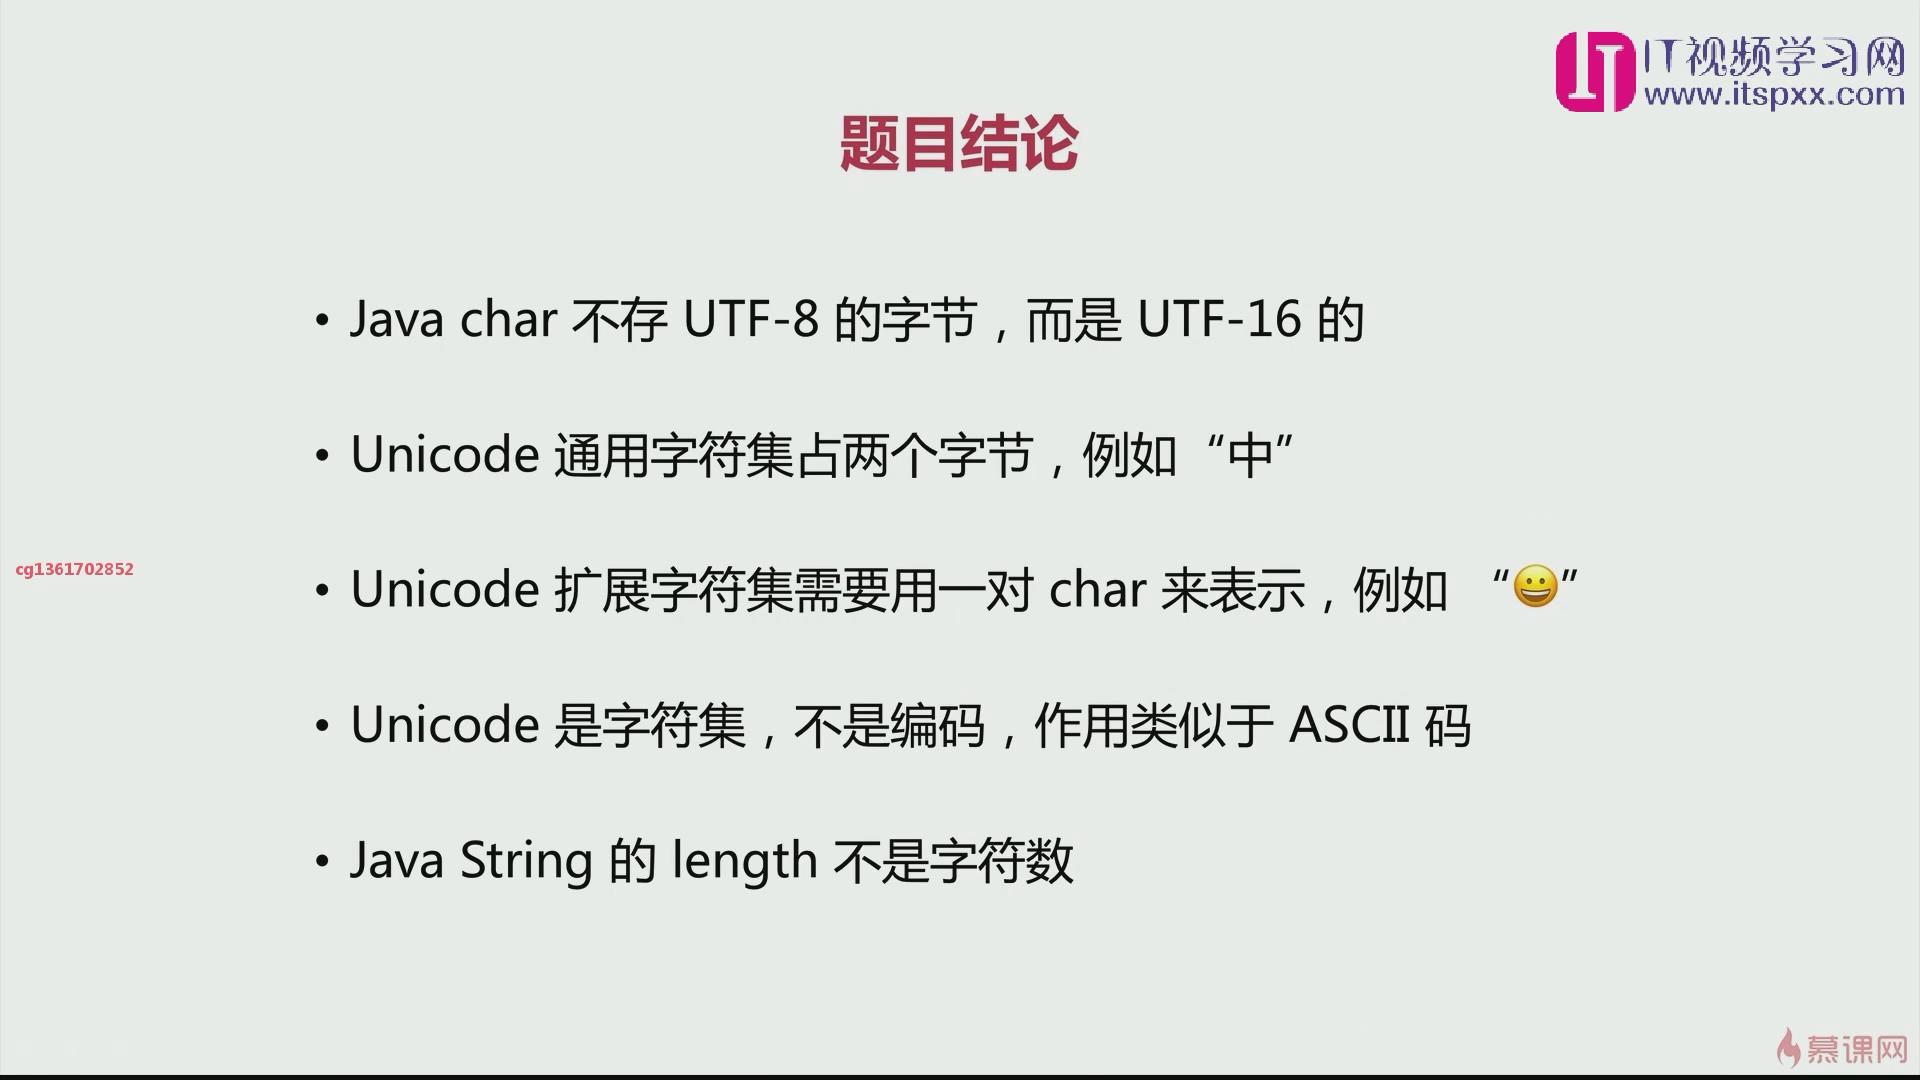 IT视频学习网
www.itspxx.com
题目结论
• Java char 不存 UTF-8 的字节，而是 UTF-16 的
• Unicode 通用字符集占两个字节，例如“中”
cg1361702852
• Unicode 扩展字符集需要用一对 char 来表示，例如 “😀”
• Unicode 是字符集，不是编码，作用类似于 ASCII 码
• Java String 的 length 不是字符数
慕课网